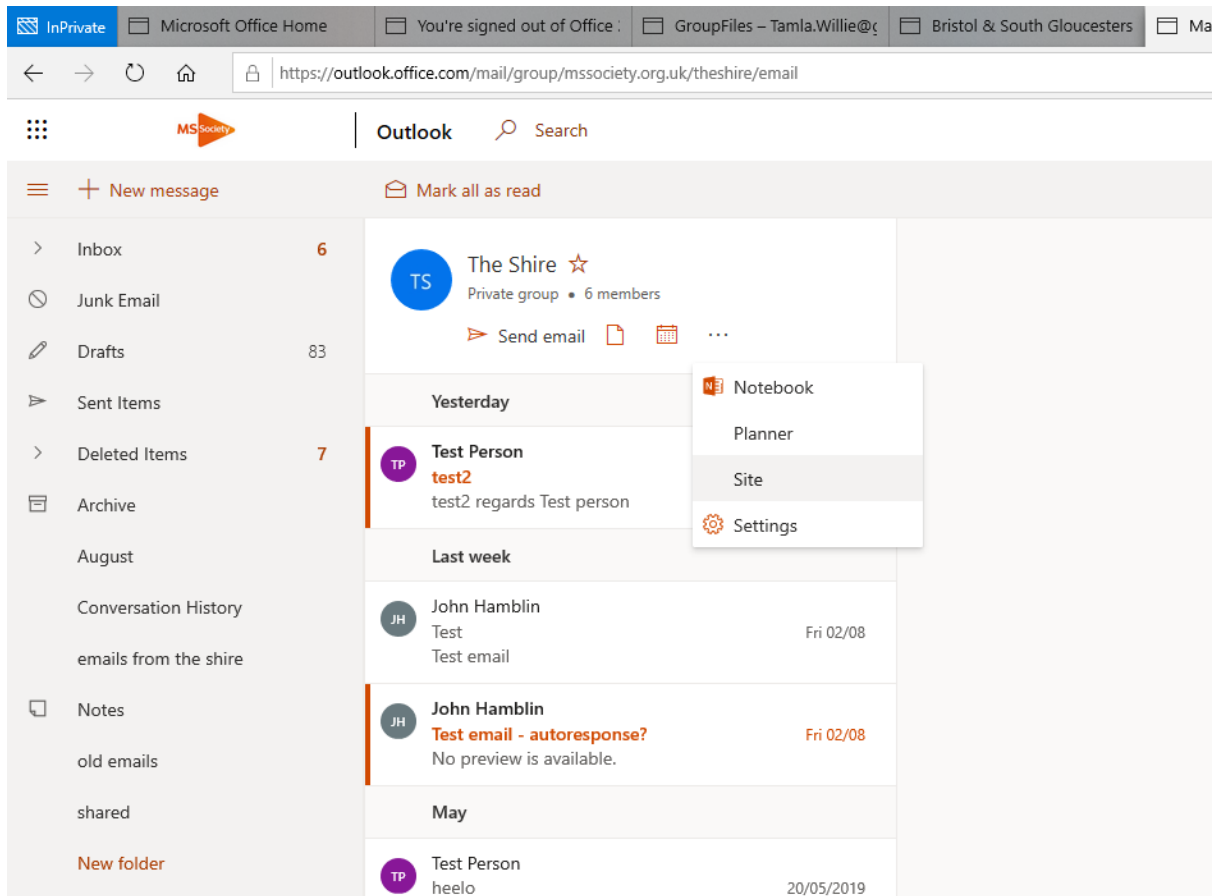 InPrivate
Microsoft Office Home
You're signed out of Office
GroupFiles – Tamla.Willie@g
Bristol & South Gloucesters
Ma
https://outlook.office.com/mail/group/mssociety.org.uk/theshire/email
MS Society
Outlook
Search
New message
Mark all as read
Inbox 6
Junk Email
Drafts 83
Sent Items
Deleted Items 7
Archive
August
Conversation History
emails from the shire
Notes
old emails
shared
New folder
TS
The Shire
Private group • 6 members
Send email
...
N
Notebook
Planner
Site
Settings
Yesterday
TP
Test Person
test2
test2 regards Test person
Last week
JH
John Hamblin
Test Fri 02/08
Test email
JH
John Hamblin
Test email - autoresponse? Fri 02/08
No preview is available.
May
TP
Test Person
heelo 20/05/2019